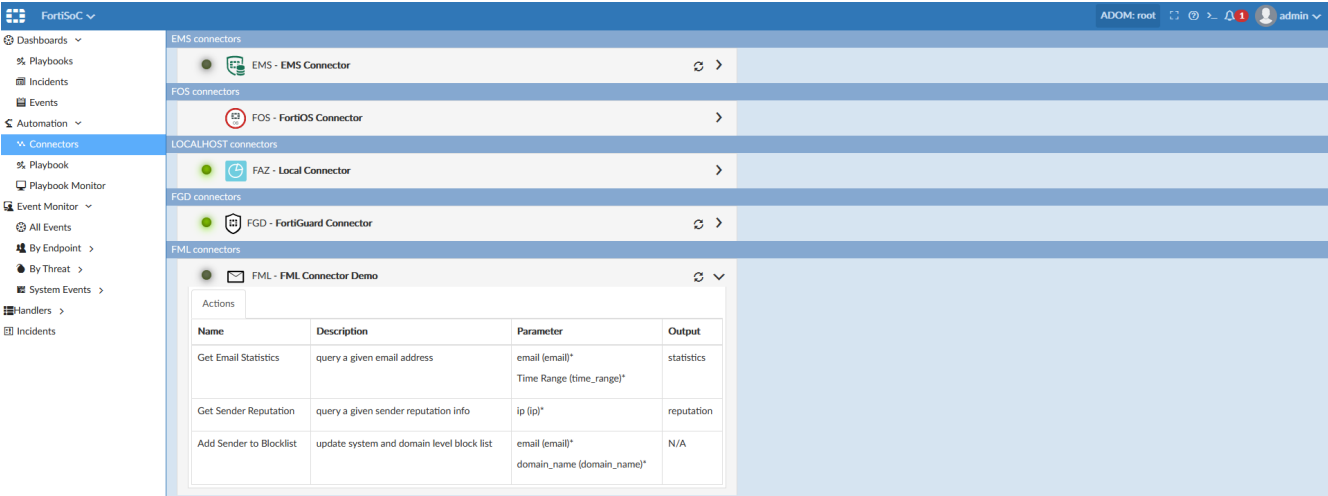 FortiSoC
ADOM: root
1
admin
Dashboards
Playbooks
Incidents
Events
Automation
Connectors
Playbook
Playbook Monitor
Event Monitor
All Events
By Endpoint
By Threat
System Events
Handlers
Incidents
EMS connectors
EMS - EMS Connector
FOS connectors
FOS - FortiOS Connector
LOCALHOST connectors
FAZ - Local Connector
FGD connectors
FGD - FortiGuard Connector
FML connectors
FML - FML Connector Demo
Actions
Name Description Parameter Output
Get Email Statistics query a given email address email (email)* statistics
Time Range (time_range)*
Get Sender Reputation query a given sender reputation info ip (ip)* reputation
Add Sender to Blocklist update system and domain level block list email (email)* N/A
domain_name (domain_name)*